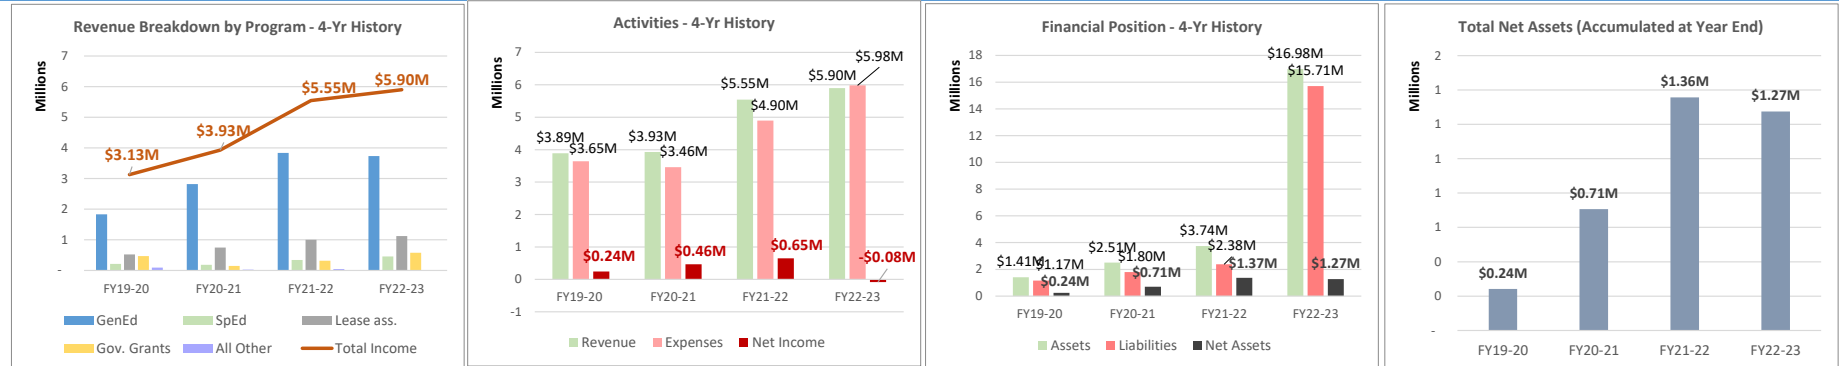 Revenue Breakdown by Program - 4-Yr History
Millions
7
6
5
4
3
2
1
-
$3.13M
$3.93M
$5.55M
$5.90M
FY19-20 FY20-21 FY21-22 FY22-23
GenEd SpEd Lease ass.
Gov. Grants All Other Total Income
Activities - 4-Yr History
Millions
7
6
5
4
3
2
1
0
-1
$3.89M
$3.65M
$0.24M
$3.93M
$3.46M
$0.46M
$5.55M
$4.90M
$0.65M
$5.90M
$5.98M
-$0.08M
FY19-20 FY20-21 FY21-22 FY22-23
Revenue Expenses Net Income
Financial Position - 4-Yr History
Millions
18
16
14
12
10
8
6
4
2
0
$1.41M
$1.17M
$0.24M
$2.51M
$1.80M
$0.71M
$3.74M
$2.38M
$1.37M
$16.98M
$15.71M
$1.27M
FY19-20 FY20-21 FY21-22 FY22-23
Assets Liabilities Net Assets
Total Net Assets (Accumulated at Year End)
Millions
2
1
1
1
1
1
0
0
-
$0.24M
$0.71M
$1.36M
$1.27M
FY19-20 FY20-21 FY21-22 FY22-23